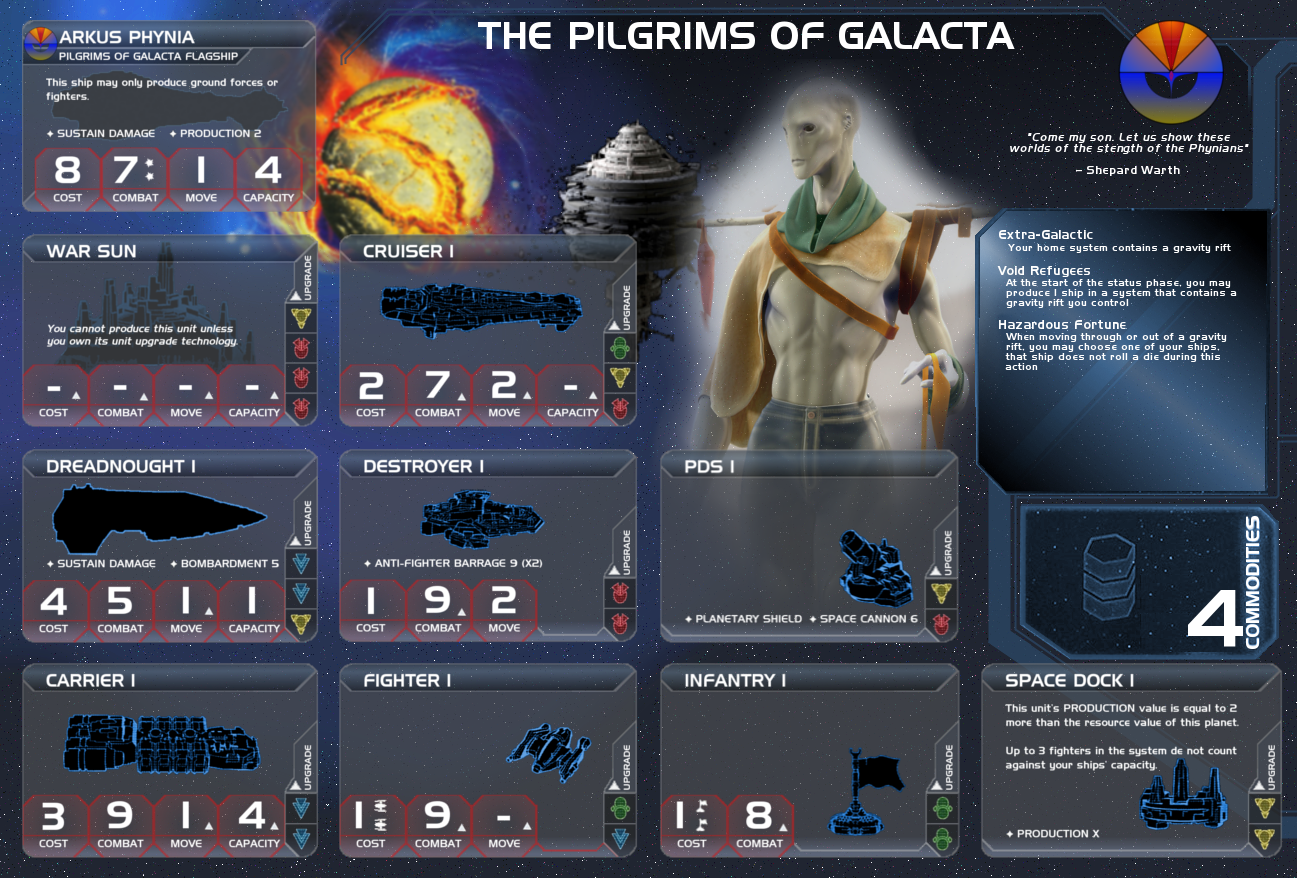 THE PILGRIMS OF GALACTA
ARKUS PHYNIA
PILGRIMS OF GALACTA FLAGSHIP
This ship may only produce ground forces or
fighters.
✦ SUSTAIN DAMAGE ✦ PRODUCTION 2
8 7 1 4
COST COMBAT MOVE CAPACITY
"Come my son. Let us show these
worlds of the stength of the Phynians"
– Shepard Warth
Extra-Galactic
Your home system contains a gravity rift
Void Refugees
At the start of the status phase, you may
produce 1 ship in a system that contains a
gravity rift you control
Hazardous Fortune
When moving through or out of a gravity
rift, you may choose one of your ships,
that ship does not roll a die during this
action
WAR SUN
You cannot produce this unit unless
you own its unit upgrade technology.
- - - -
COST COMBAT MOVE CAPACITY
UPGRADE
CRUISER I
2 7 2 -
COST COMBAT MOVE CAPACITY
UPGRADE
DREADNOUGHT I
✦ SUSTAIN DAMAGE ✦ BOMBARDMENT 5
4 5 1 1
COST COMBAT MOVE CAPACITY
UPGRADE
DESTROYER I
✦ ANTI-FIGHTER BARRAGE 9 (X2)
1 9 2
COST COMBAT MOVE
UPGRADE
PDS I
✦ PLANETARY SHIELD ✦ SPACE CANNON 6
UPGRADE
4
COMMODITIES
CARRIER I
3 9 1 4
COST COMBAT MOVE CAPACITY
UPGRADE
FIGHTER I
1 9 -
COST COMBAT MOVE
UPGRADE
INFANTRY I
1 8
COST COMBAT
UPGRADE
SPACE DOCK I
This unit's PRODUCTION value is equal to 2
more than the resource value of this planet.
Up to 3 fighters in the system de not count
against your ships' capacity.
✦ PRODUCTION X
UPGRADE